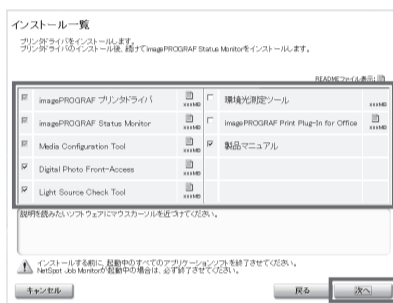 インストール一覧
プリンタドライバをインストールします。
プリンタドライバのインストール後、続けてimagePROGRAF Status Monitorをインストールします。
READMEファイル表示:
imagePROGRAF プリンタドライバ xxxMB
環境光測定ツール xxxMB
imagePROGRAF Status Monitor xxxMB
imagePROGRAF Print Plug-In for Office xxxMB
Media Configuration Tool xxxMB
製品マニュアル xxxMB
Digital Photo Front-Access xxxMB
Light Source Check Tool xxxMB
説明を読みたいソフトウェアにマウスカーソルを近づけてください。
インストールする前に、起動中のすべてのアプリケーションソフトを終了させてください。
NetSpot Job Monitorが起動中の場合は、必ず終了させてください。
キャンセル
戻る
次へ